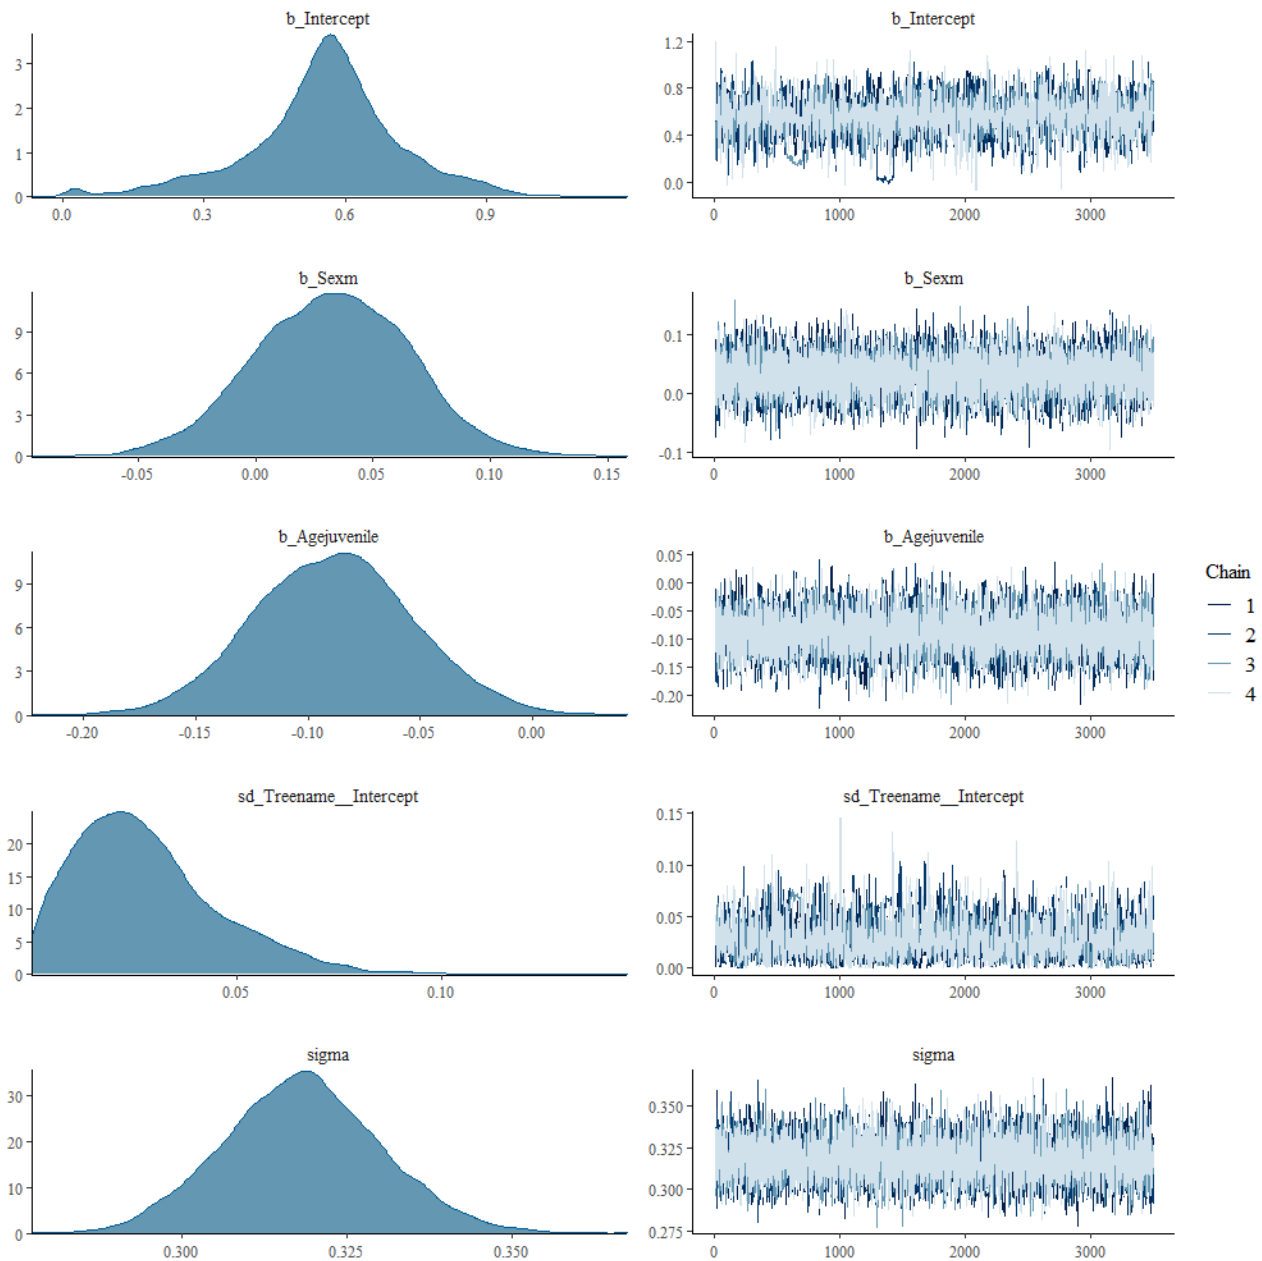 b_Intercept
b_Intercept
3
2
1
0
0.0 0.3 0.6 0.9
1.2
0.8
0.4
0.0
0 1000 2000 3000
b_Sexm
b_Sexm
9
6
3
0
-0.05 0.00 0.05 0.10 0.15
0.1
0.0
-0.1
0 1000 2000 3000
b_Agejuvenile
b_Agejuvenile
9
6
3
0
-0.20 -0.15 -0.10 -0.05 0.00
0.05
0.00
-0.05
-0.10
-0.15
-0.20
0 1000 2000 3000
Chain
1
2
3
4
sd_Treename__Intercept
sd_Treename__Intercept
20
15
10
5
0
0.05 0.10
0.15
0.10
0.05
0.00
0 1000 2000 3000
sigma
sigma
30
20
10
0
0.300 0.325 0.350
0.350
0.325
0.300
0.275
0 1000 2000 3000